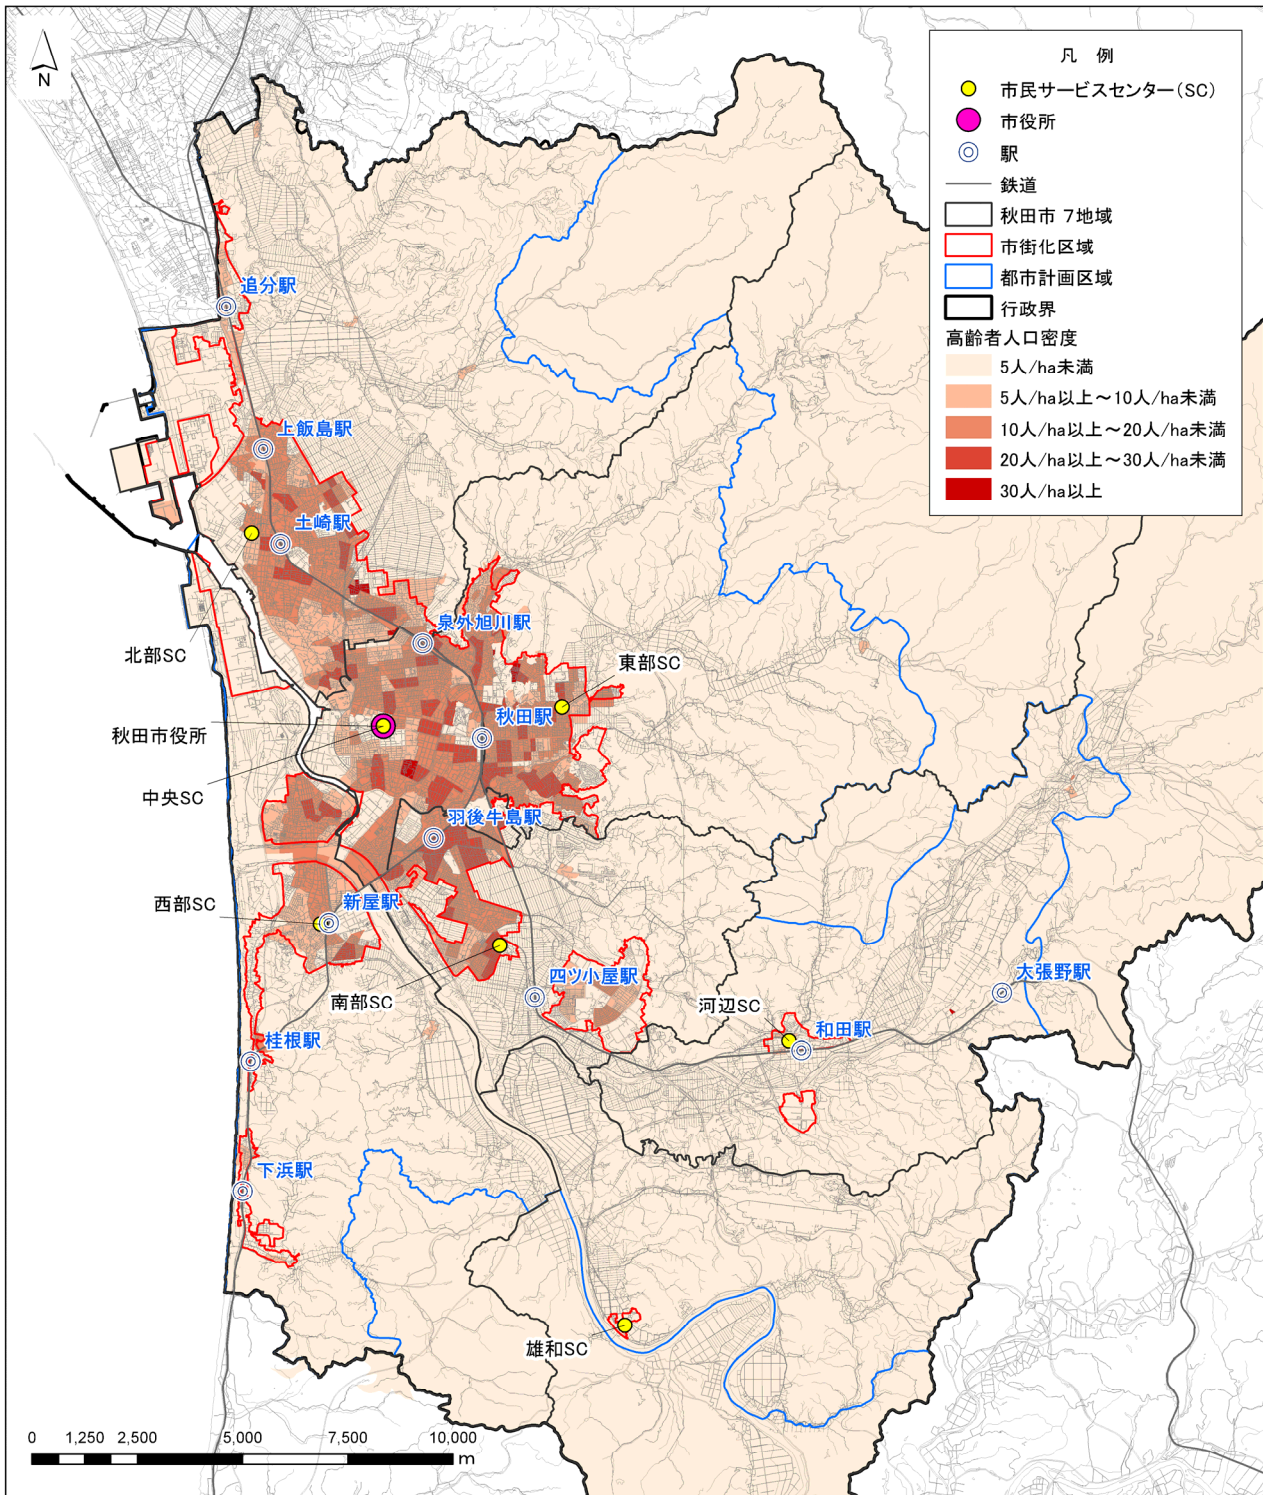 N
凡 例
市民サービスセンター(SC)
市役所
駅
鉄道
秋田市 7地域
市街化区域
都市計画区域
行政界
高齢者人口密度
5人/ha未満
5人/ha以上～10人/ha未満
10人/ha以上～20人/ha未満
20人/ha以上～30人/ha未満
30人/ha以上
追分駅
上飯島駅
土崎駅
泉外旭川駅
北部SC
東部SC
秋田駅
秋田市役所
中央SC
羽後牛島駅
西部SC
新屋駅
南部SC
四ツ小屋駅
大張野駅
河辺SC
和田駅
桂根駅
下浜駅
雄和SC
0 1,250 2,500 5,000 7,500 10,000
m